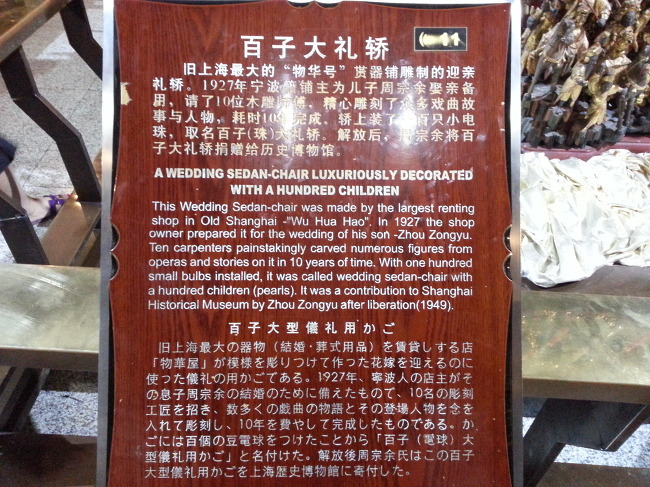 百子大礼轿
旧上海最大的“物华号”贳器铺雕制的迎亲
礼轿。1927年宁波 铺主为儿子周宗余娶亲备
用，请了10位木雕师傅，精心雕刻了众多戏曲故
事与人物，耗时10年完成。轿上装了 百只小电
珠，取名百子(珠)大礼轿。解放后， 宗余将百
子大礼轿捐赠给历史博物馆。
A WEDDING SEDAN-CHAIR LUXURIOUSLY DECORATED
WITH A HUNDRED CHILDREN
This Wedding Sedan-chair was made by the largest renting
shop in Old Shanghai -"Wu Hua Hao". In 1927 the shop
owner prepared it for the wedding of his son -Zhou Zongyu.
Ten carpenters painstakingly carved numerous figures from
operas and stories on it in 10 years of time. With one hundred
small bulbs installed, it was called wedding sedan-chair with
a hundred children (pearls). It was a contribution to Shanghai
Historical Museum by Zhou Zongyu after liberation(1949).
百子大型儀礼用かご
旧上海最大の器物（結婚・葬式用品）を賃貸しする店
「物華屋」が模様を彫りつけて作った花嫁を迎えるのに
使つた儀礼の用かごである。1927年、寧波人の店主がそ
の息子周宗余の結婚のために備えたもので、10名の彫刻
工匠を招き、数多くの戯曲の物語とその登場人物を念を
入れて彫刻し、10年を費やして完成したものである。か
ごには百個の豆電球をつけたことから「百子（電球）大
型儀礼用かご」と名付けた。解放後周宗余氏はこの百子
大型儀礼用かごを上海歴史博物館に寄付した。